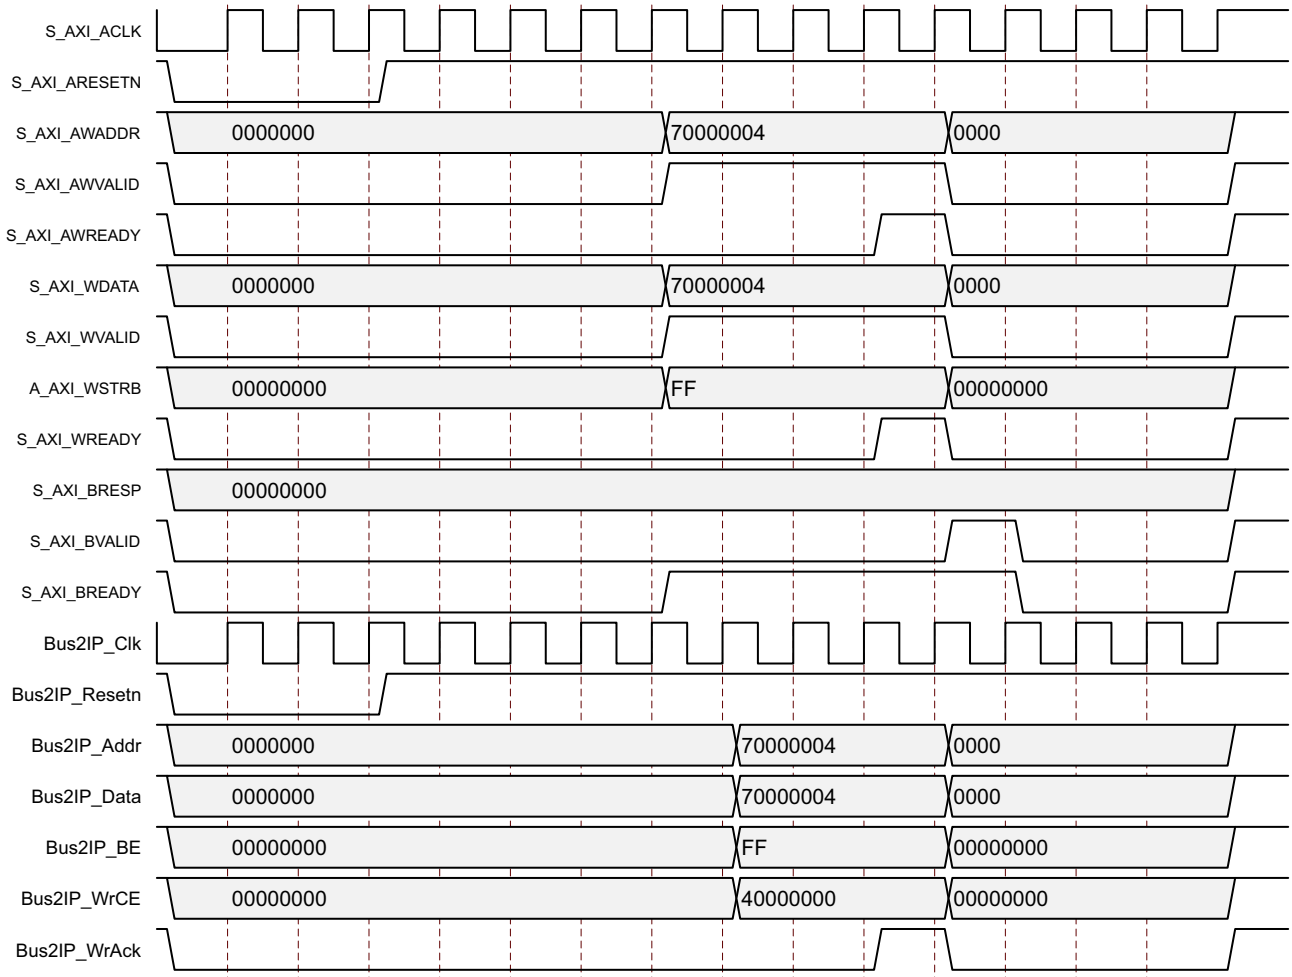 S_AXI_ACLK
S_AXI_ARESETN
S_AXI_AWADDR 0000000 70000004 0000
S_AXI_AWVALID
S_AXI_AWREADY
S_AXI_WDATA 0000000 70000004 0000
S_AXI_WVALID
A_AXI_WSTRB 00000000 FF 00000000
S_AXI_WREADY
S_AXI_BRESP 00000000
S_AXI_BVALID
S_AXI_BREADY
Bus2IP_Clk
Bus2IP_Resetn
Bus2IP_Addr 0000000 70000004 0000
Bus2IP_Data 0000000 70000004 0000
Bus2IP_BE 00000000 FF 00000000
Bus2IP_WrCE 00000000 40000000 00000000
Bus2IP_WrAck